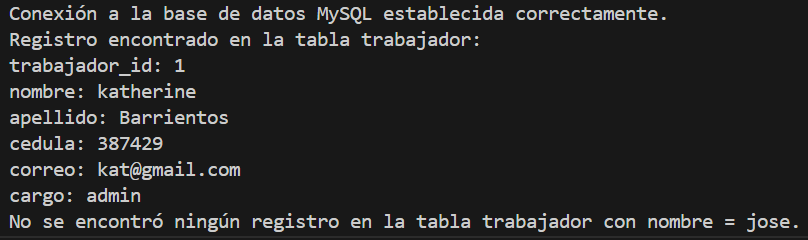 Conexión a la base de datos MySQL establecida correctamente.
Registro encontrado en la tabla trabajador:
trabajador_id: 1
nombre: katherine
apellido: Barrientos
cedula: 387429
correo: kat@gmail.com
cargo: admin
No se encontró ningún registro en la tabla trabajador con nombre = jose.